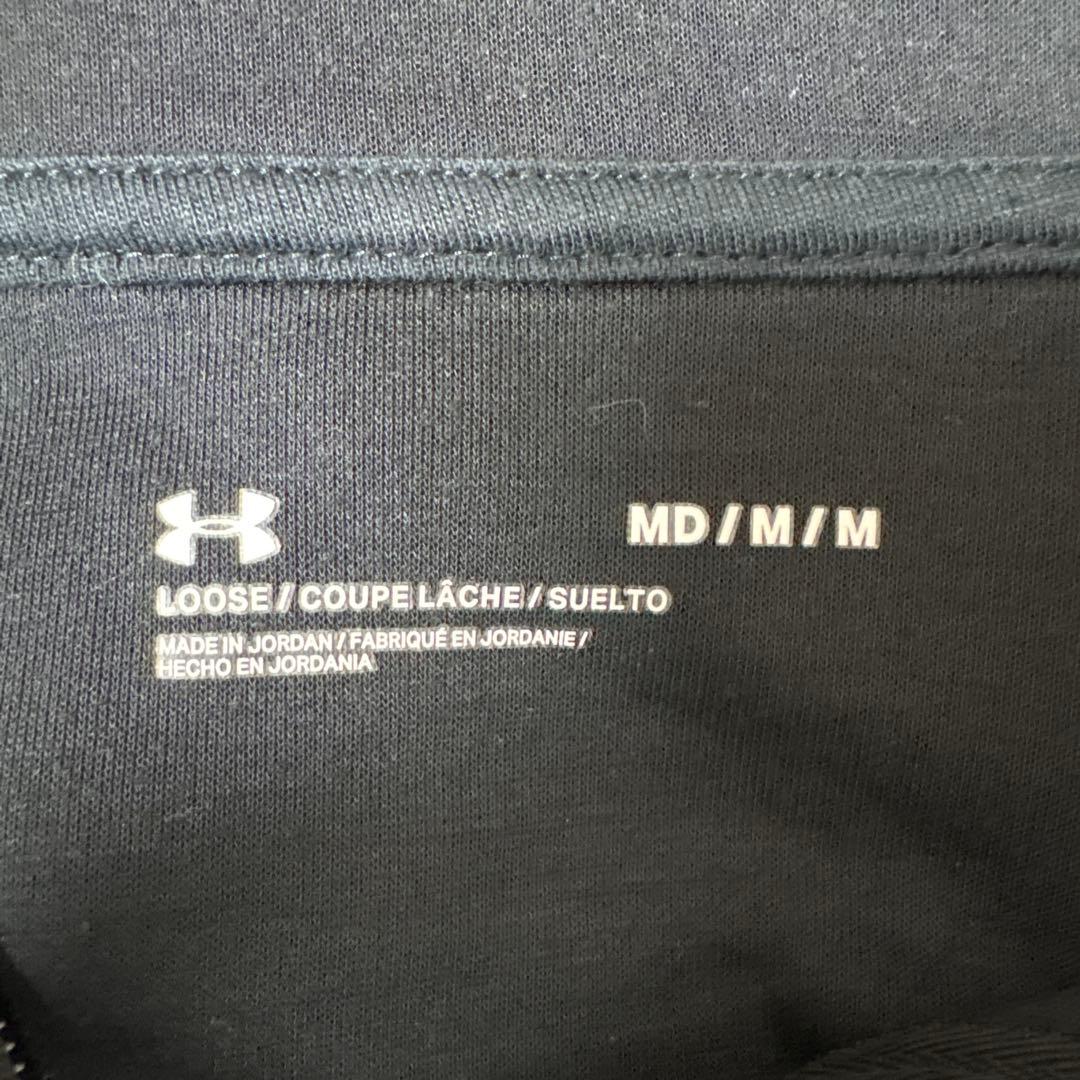 MD / M / M
LOOSE / COUPE LÂCHE / SUELTO
MADE IN JORDAN / FABRIQUÉ EN JORDANIE /
HECHO EN JORDANIA